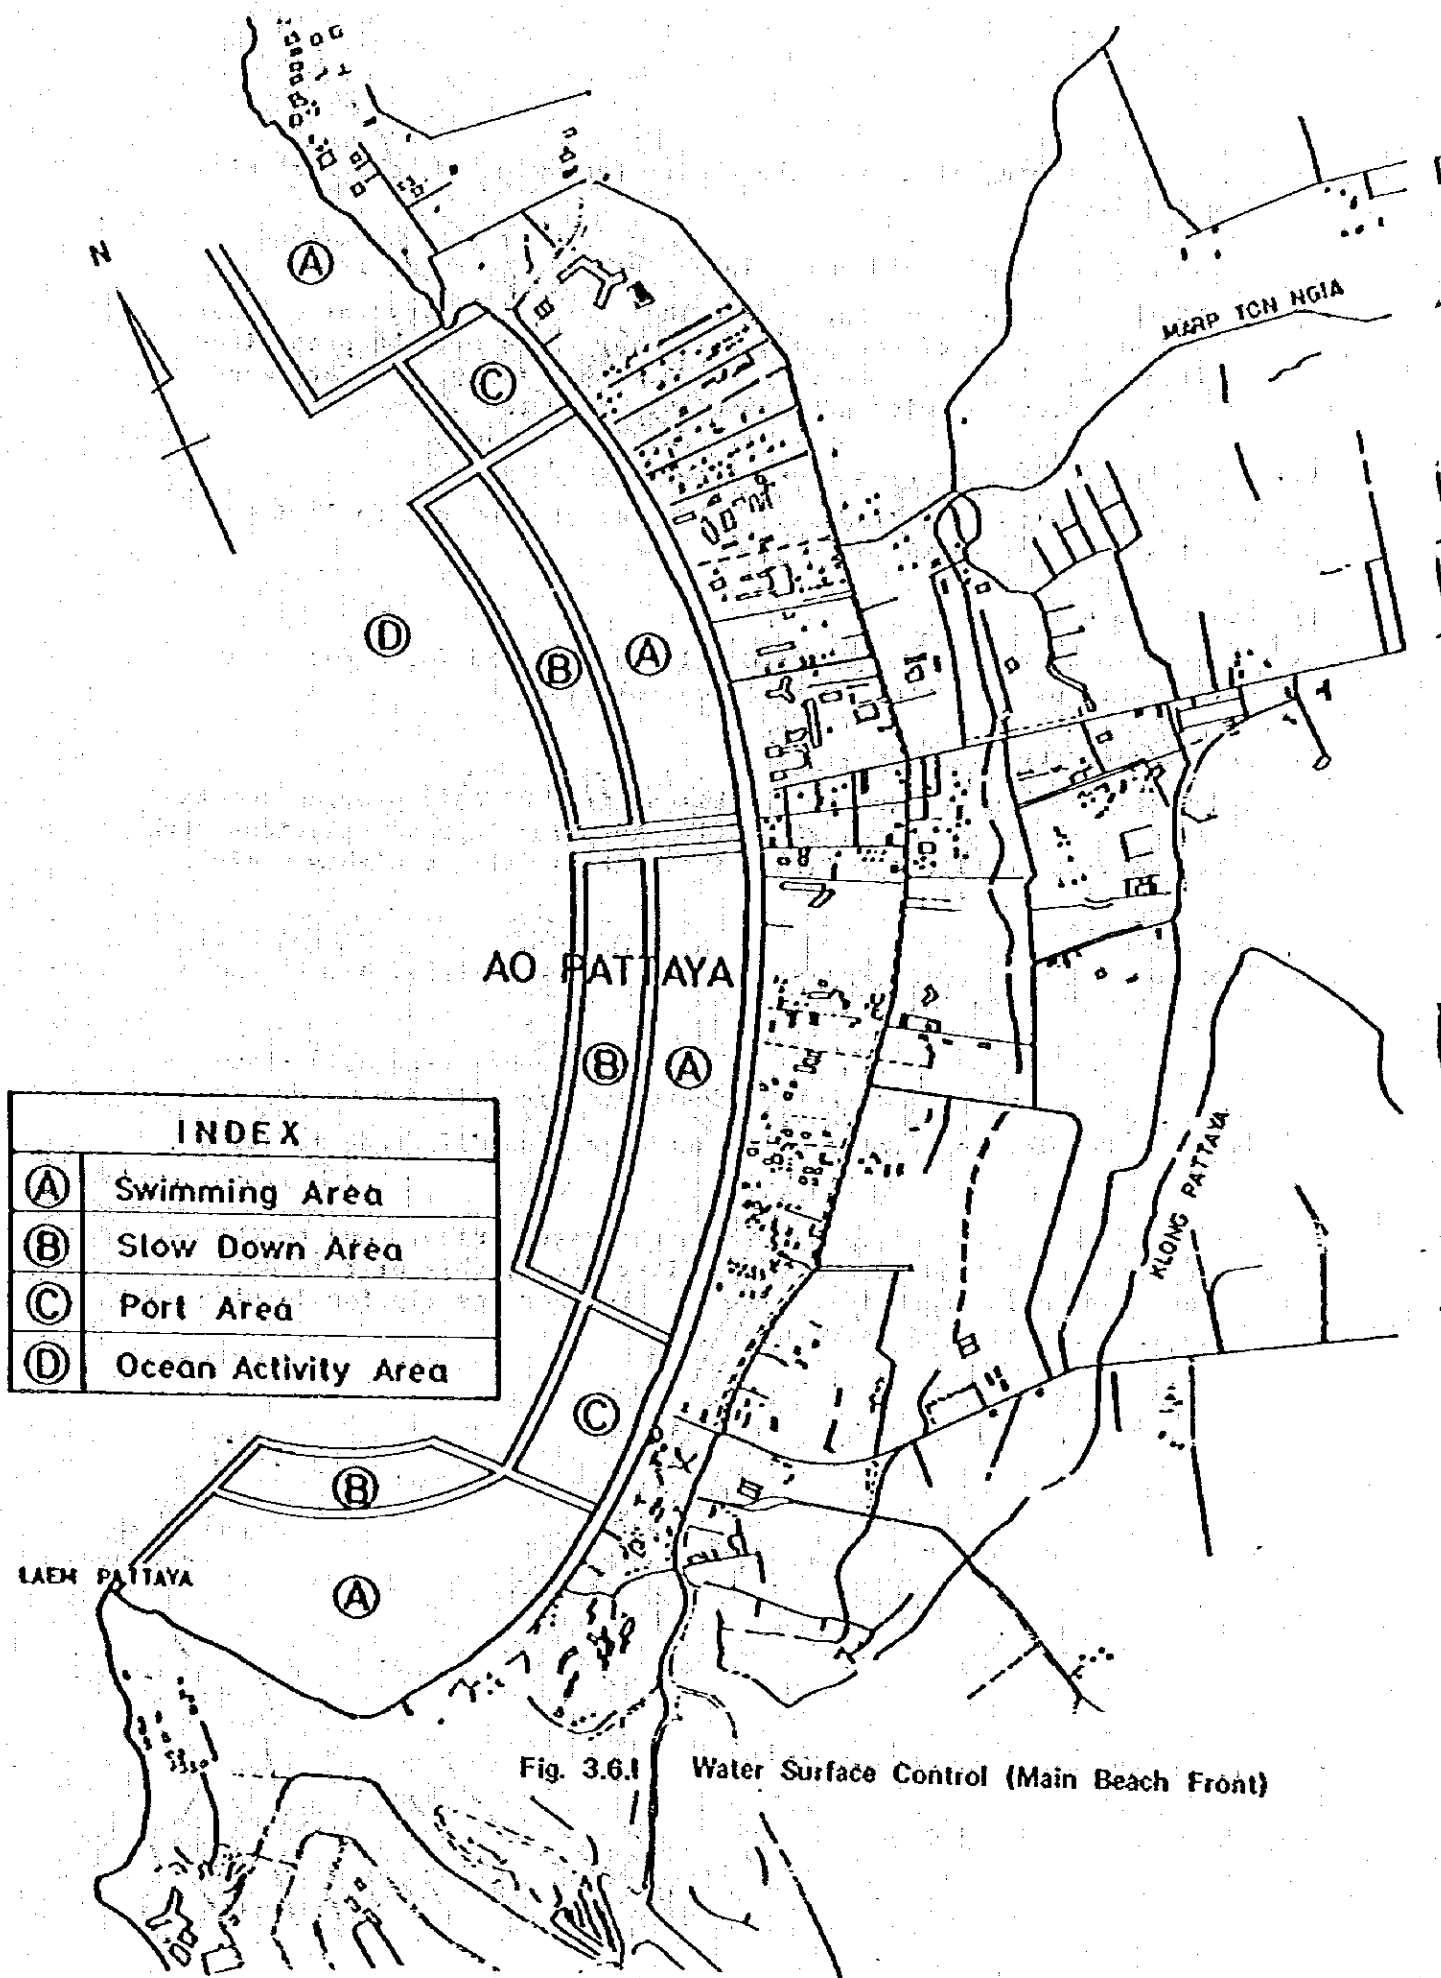 N
A
MARP TON NGIA
C
D
B
A
AO PATTAYA
B
A
INDEX
A Swimming Area
B Slow Down Area
C Port Area
D Ocean Activity Area
KLONG PATTAYA
C
B
LAEM PATTAYA
A
Fig. 3.6.1 Water Surface Control (Main Beach Front)